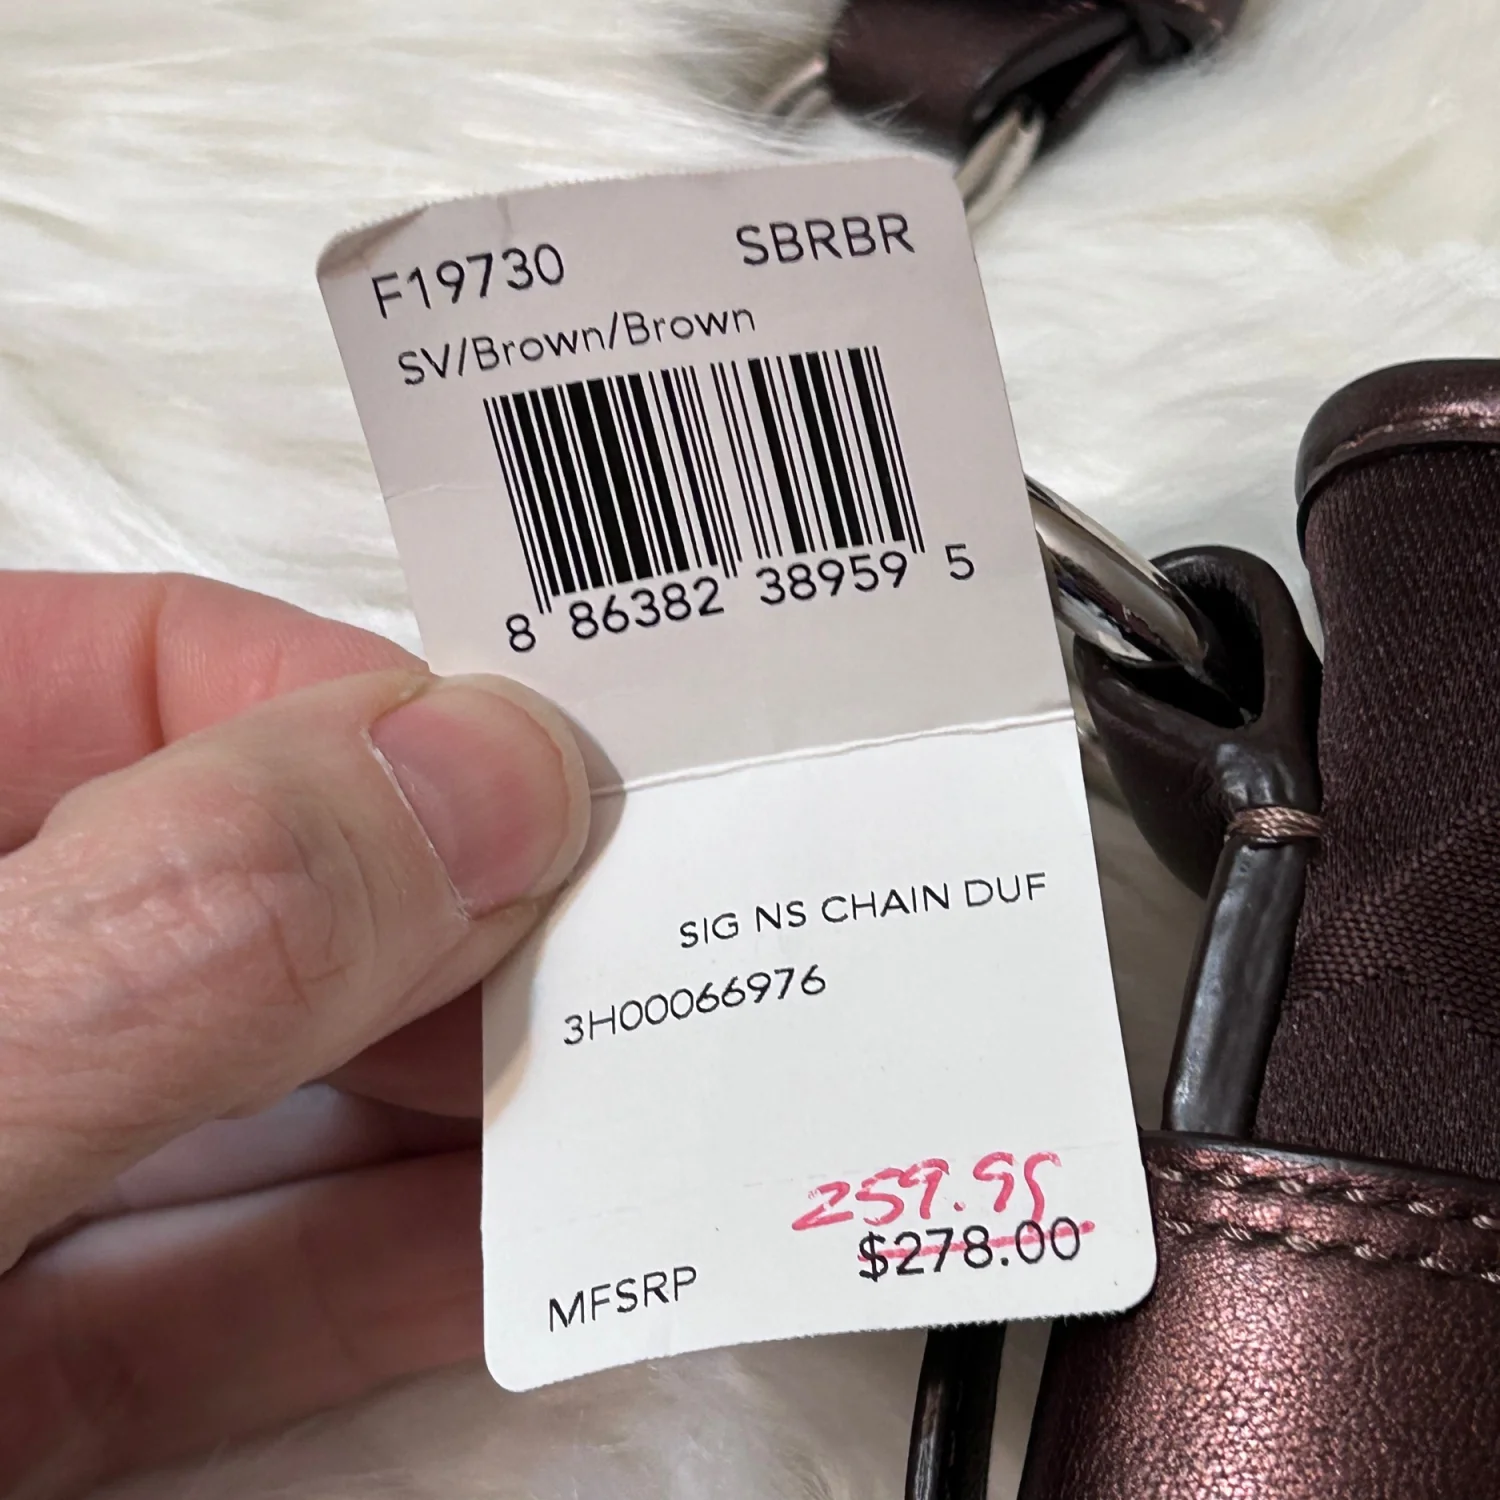 F19730 SBRBR
SV/Brown/Brown
8 86382 38959 5
SIG NS CHAIN DUF
3H00066976
259.95
$278.00
MFSRP